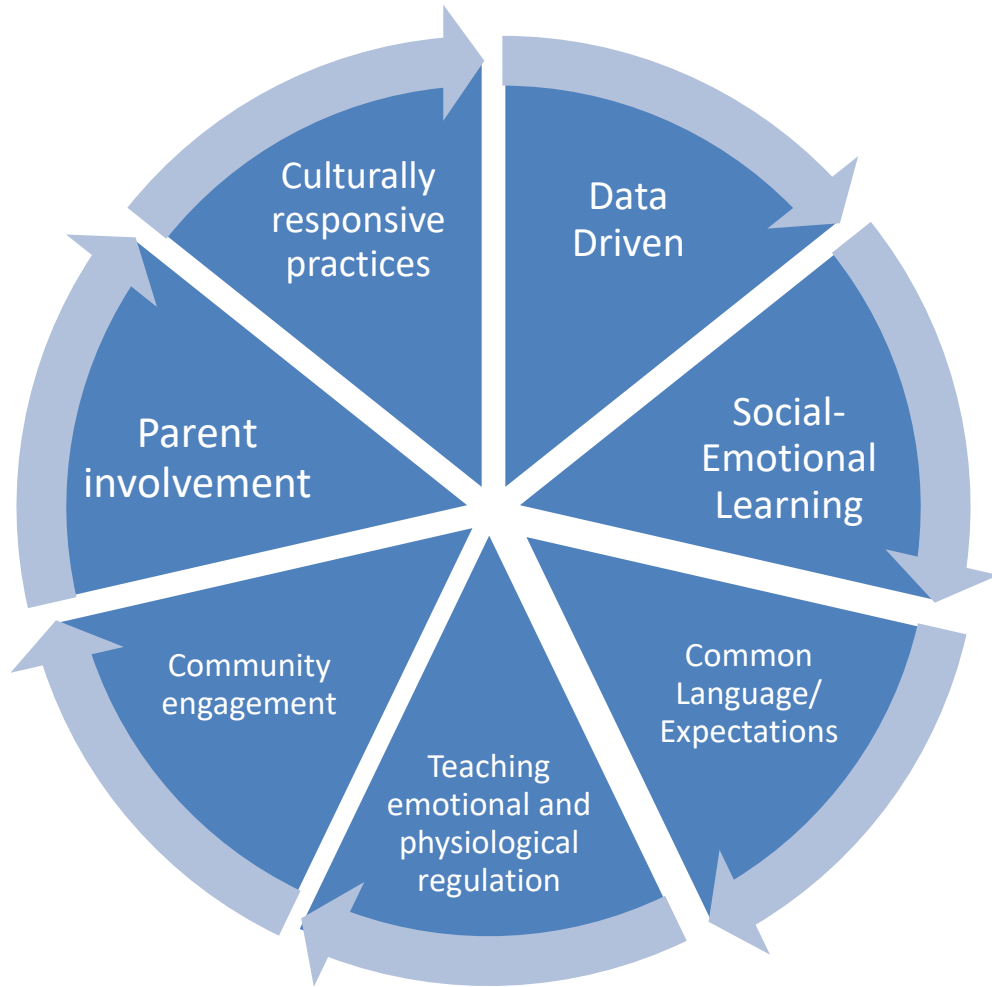 Data
Driven
Social-
Emotional
Learning
Common
Language/
Expectations
Teaching
emotional and
physiological
regulation
Community
engagement
Parent
involvement
Culturally
responsive
practices